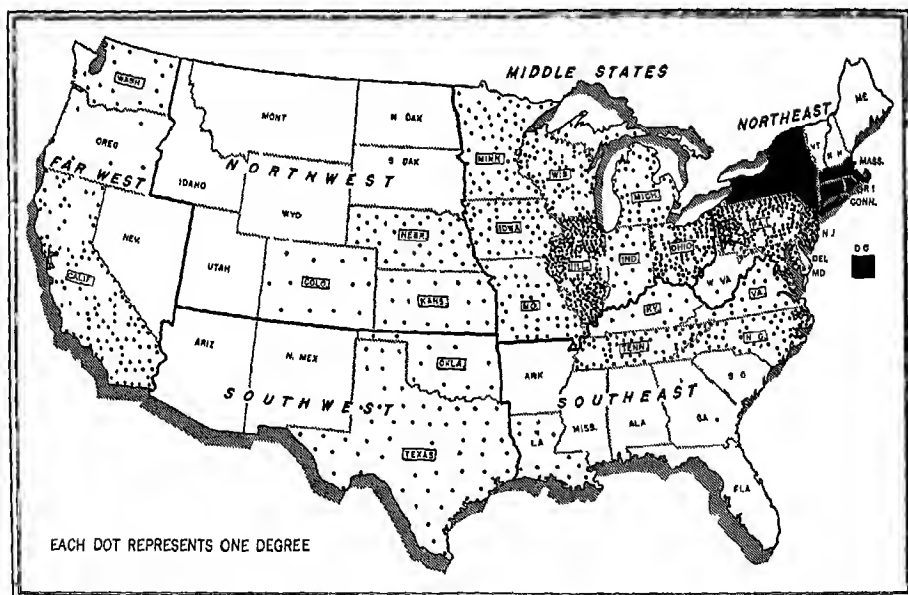 MIDDLE STATES
NORTHEAST
FAR WEST
NORTHWEST
SOUTHWEST
SOUTHEAST
WASH
OREG
CALIF
NEV.
IDAHO
MONT
WYO
UTAH
COLO.
ARIZ
N. MEX
N DAK
S DAK
NEBR
KANS
OKLA
TEXAS
MINN
IOWA
MO.
ARK
LA
WIS
ILL
MICH
IND
OHIO
KY.
TENN
MISS.
ALA
GA
FLA
S C
N. C.
VA.
W. VA
PA
ME
VT
N H
MASS.
R I
CONN.
N J
DEL
MD
D C
EACH DOT REPRESENTS ONE DEGREE